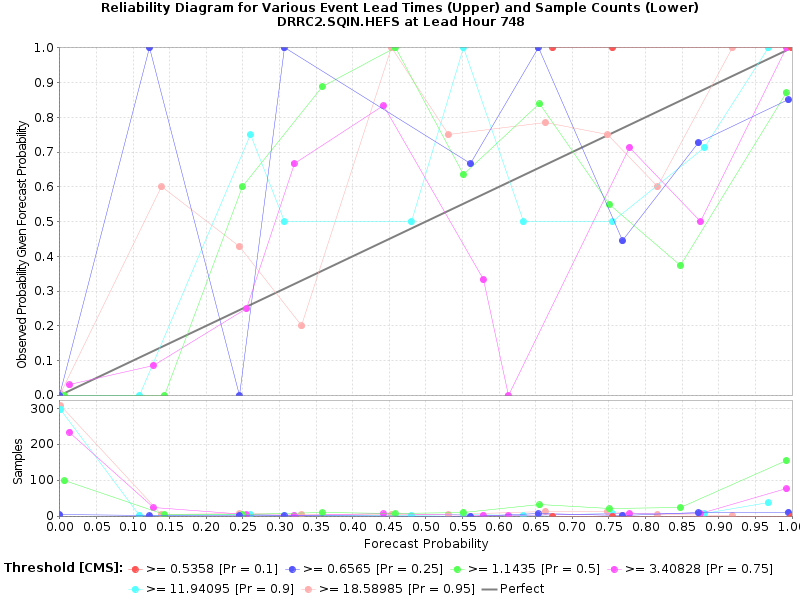 Reliability Diagram for Various Event Lead Times (Upper) and Sample Counts (Lower)
DRRC2.SQIN.HEFS at Lead Hour 748
Observed Probability Given Forecast Probability
1.0
0.9
0.8
0.7
0.6
0.5
0.4
0.3
0.2
0.1
0.0
Samples
300
200
100
0
0.00 0.05 0.10 0.15 0.20 0.25 0.30 0.35 0.40 0.45 0.50 0.55 0.60 0.65 0.70 0.75 0.80 0.85 0.90 0.95 1.0
Forecast Probability
Threshold [CMS]: >= 0.5358 [Pr = 0.1] >= 0.6565 [Pr = 0.25] >= 1.1435 [Pr = 0.5] >= 3.40828 [Pr = 0.75]
>= 11.94095 [Pr = 0.9] >= 18.58985 [Pr = 0.95] Perfect